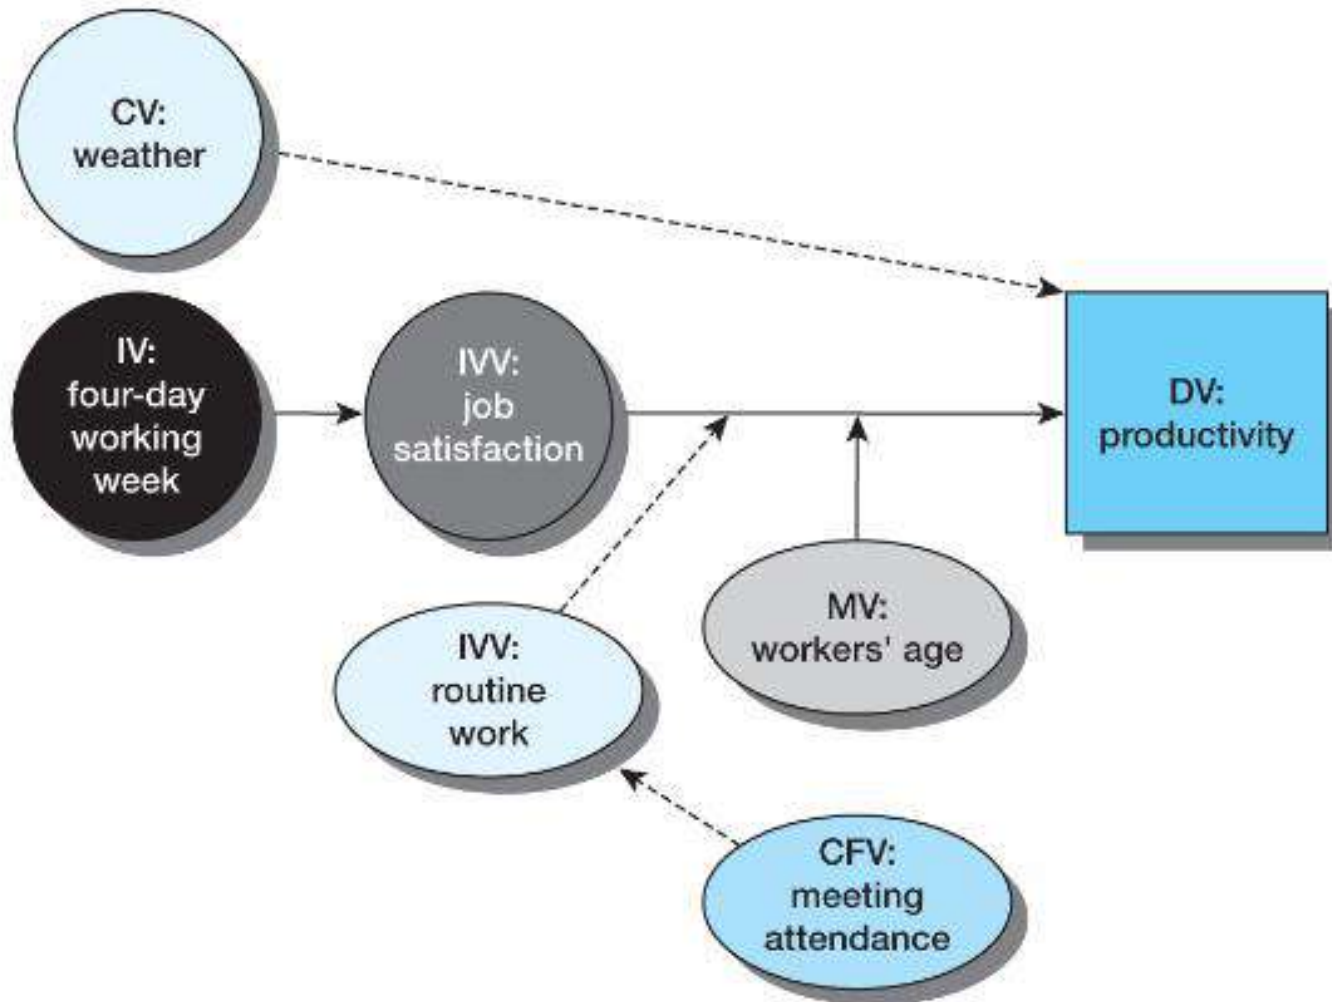 CV:
weather
IV:
four-day
working
week
IVV:
job
satisfaction
DV:
productivity
IVV:
routine
work
MV:
workers' age
CFV:
meeting
attendance